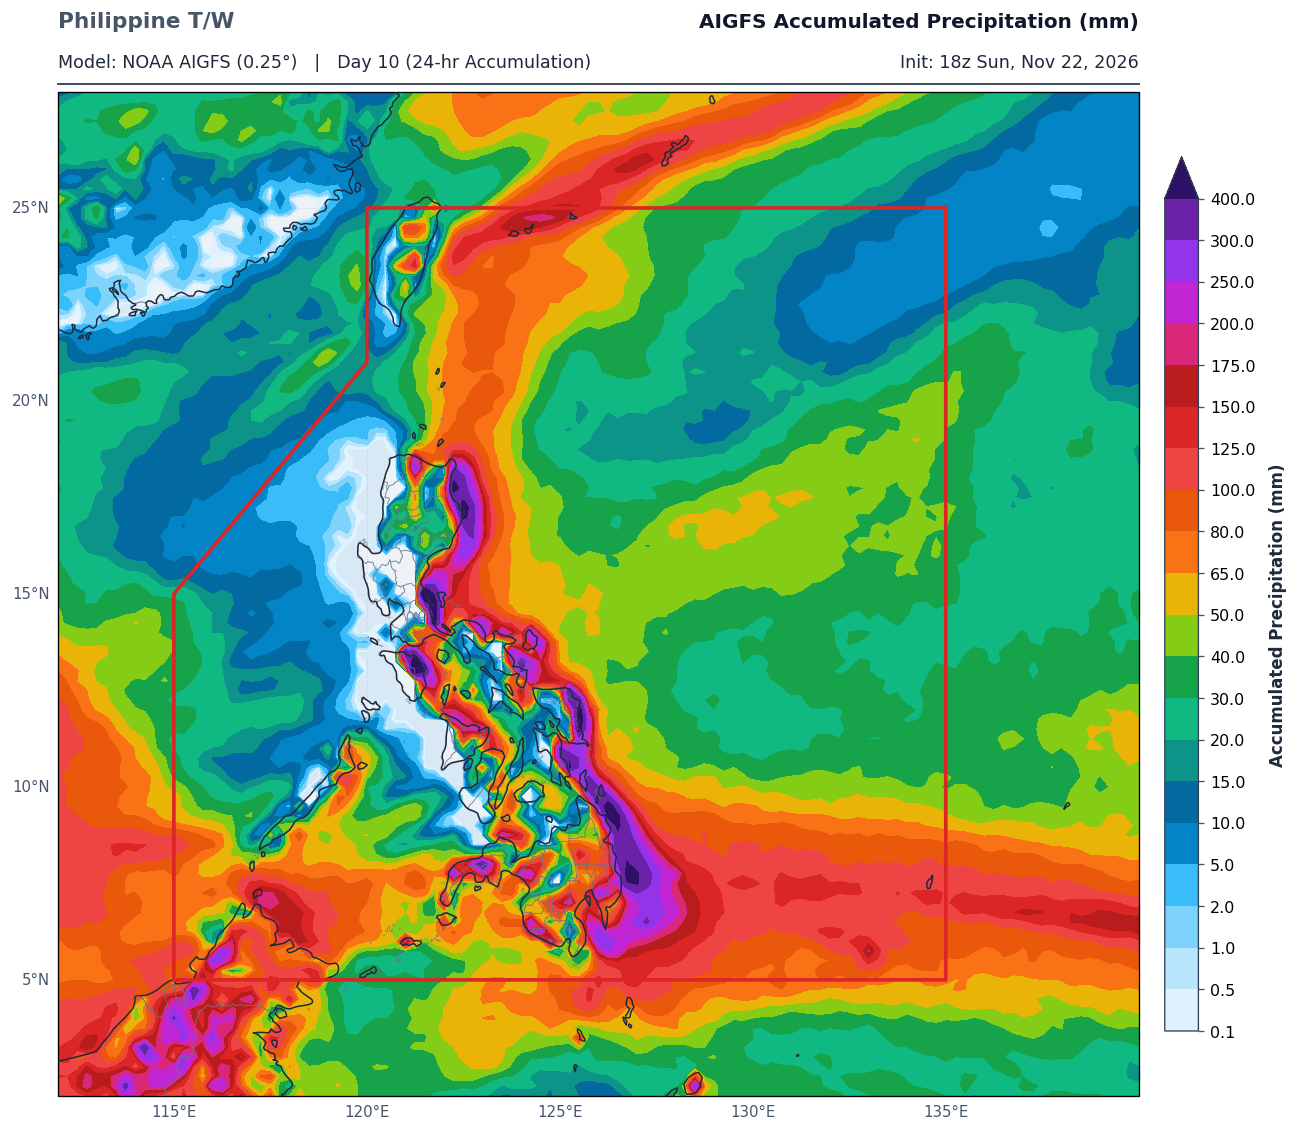 Philippine T/W
AIGFS Accumulated Precipitation (mm)
Model: NOAA AIGFS (0.25°)   |   Day 10 (24-hr Accumulation)
Init: 18z Sun, Nov 22, 2026
25°N
20°N
15°N
10°N
5°N
115°E
120°E
125°E
130°E
135°E
400.0
300.0
250.0
200.0
175.0
150.0
125.0
100.0
80.0
65.0
50.0
40.0
30.0
20.0
15.0
10.0
5.0
2.0
1.0
0.5
0.1
Accumulated Precipitation (mm)